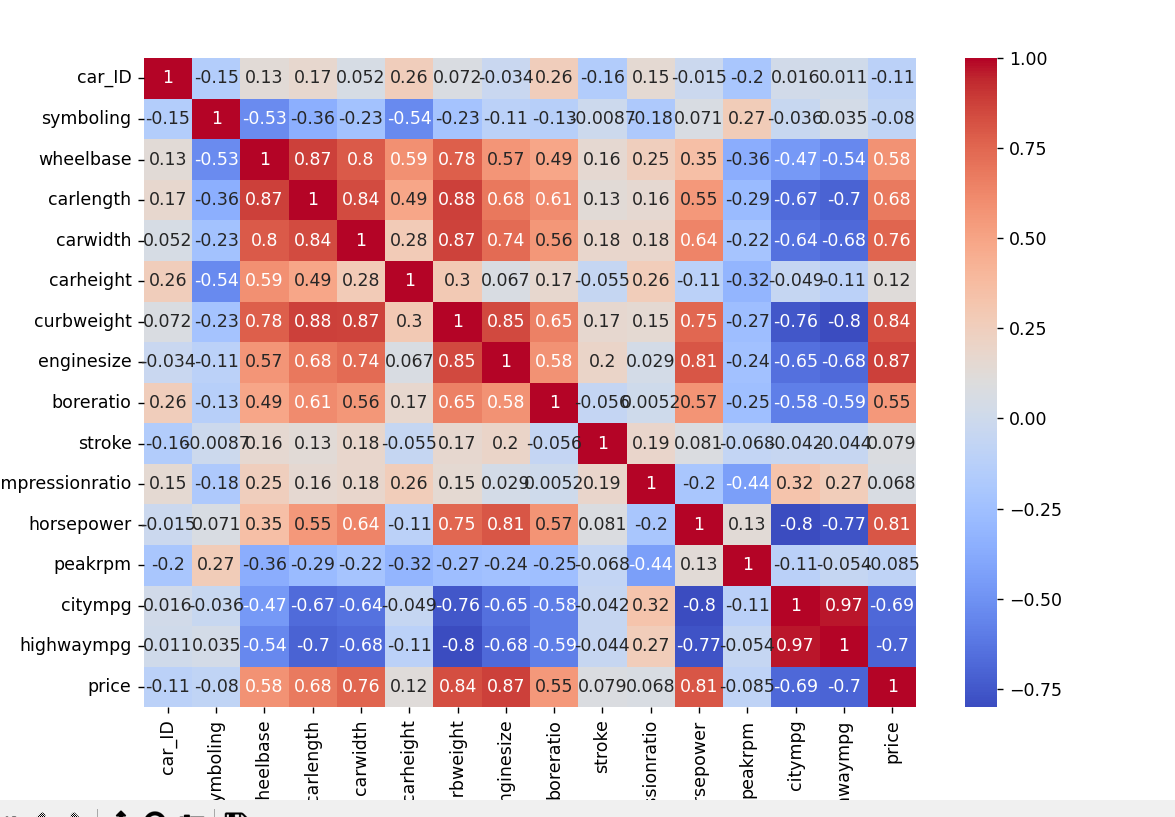 car_ID 1 -0.15 0.13 0.17 0.052 0.26 0.072 -0.034 0.26 -0.16 0.15 -0.015 -0.2 0.016 0.011 -0.11 1.00
symboling -0.15 1 -0.53 -0.36 -0.23 -0.54 -0.23 -0.11 -0.13 -0.0087 -0.18 0.071 0.27 -0.036 0.035 -0.08
wheelbase 0.13 -0.53 1 0.87 0.8 0.59 0.78 0.57 0.49 0.16 0.25 0.35 -0.36 -0.47 -0.54 0.58 0.75
carlength 0.17 -0.36 0.87 1 0.84 0.49 0.88 0.68 0.61 0.13 0.16 0.55 -0.29 -0.67 -0.7 0.68
carwidth 0.052 -0.23 0.8 0.84 1 0.28 0.87 0.74 0.56 0.18 0.18 0.64 -0.22 -0.64 -0.68 0.76 0.50
carheight 0.26 -0.54 0.59 0.49 0.28 1 0.3 0.067 0.17 -0.055 0.26 -0.11 -0.32 -0.049 -0.11 0.12
curbweight 0.072 -0.23 0.78 0.88 0.87 0.3 1 0.85 0.65 0.17 0.15 0.75 -0.27 -0.76 -0.8 0.84 0.25
enginesize -0.034 -0.11 0.57 0.68 0.74 0.067 0.85 1 0.58 0.2 0.029 0.81 -0.24 -0.65 -0.68 0.87
boreratio 0.26 -0.13 0.49 0.61 0.56 0.17 0.65 0.58 1 -0.056 0.0052 0.57 -0.25 -0.58 -0.59 0.55 0.00
stroke -0.16 -0.0087 0.16 0.13 0.18 -0.055 0.17 0.2 -0.056 1 0.19 0.081 -0.068 -0.042 -0.044 0.079
mpressionratio 0.15 -0.18 0.25 0.16 0.18 0.26 0.15 0.029 0.0052 0.19 1 -0.2 -0.44 0.32 0.27 0.068
horsepower -0.015 0.071 0.35 0.55 0.64 -0.11 0.75 0.81 0.57 0.081 -0.2 1 0.13 -0.8 -0.77 0.81 −0.25
peakrpm -0.2 0.27 -0.36 -0.29 -0.22 -0.32 -0.27 -0.24 -0.25 -0.068 -0.44 0.13 1 -0.11 -0.054 -0.085
citympg 0.016 -0.036 -0.47 -0.67 -0.64 -0.049 -0.76 -0.65 -0.58 -0.042 0.32 -0.8 -0.11 1 0.97 -0.69 −0.50
highwaympg 0.011 0.035 -0.54 -0.7 -0.68 -0.11 -0.8 -0.68 -0.59 -0.044 0.27 -0.77 -0.054 0.97 1 -0.7
price -0.11 -0.08 0.58 0.68 0.76 0.12 0.84 0.87 0.55 0.079 0.068 0.81 -0.085 -0.69 -0.7 1 −0.75
car_ID ymboling heelbase carlength carwidth carheight rbweight nginesize boreratio stroke ssionratio rsepower peakrpm citympg waympg price